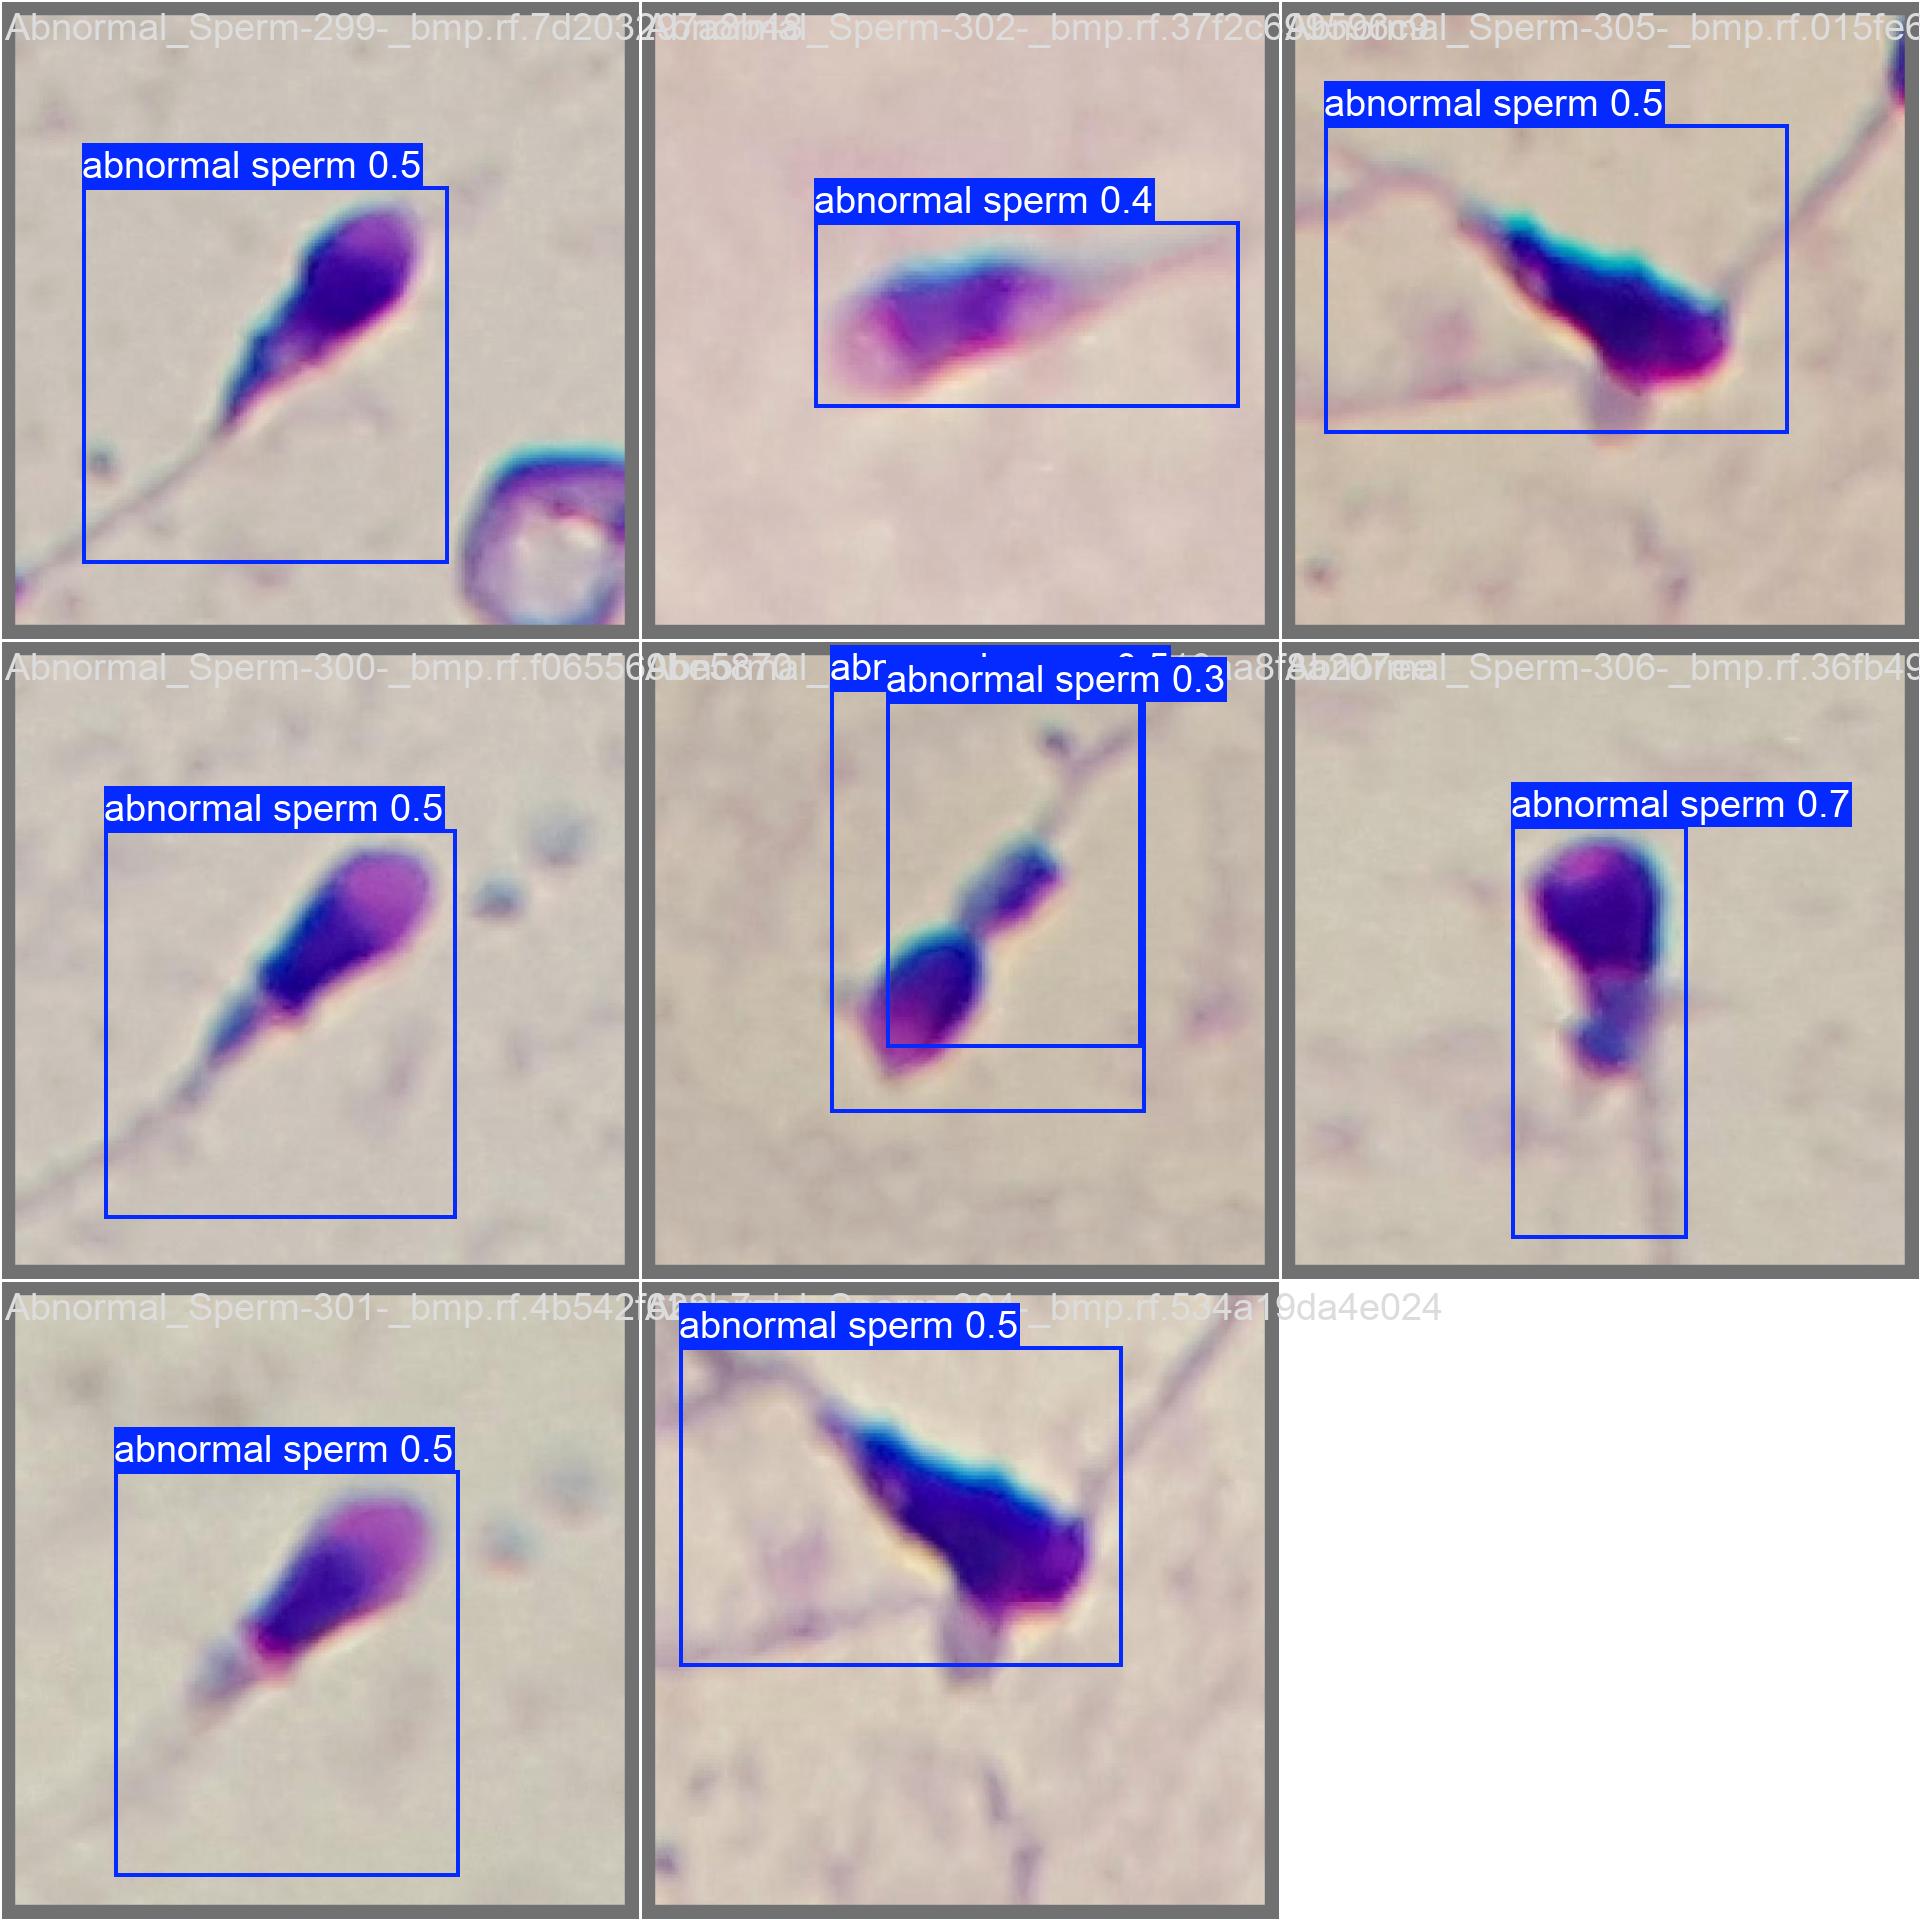 Abnormal_Sperm-299-_bmp.rf.7d203
abnormal sperm 0.5
_Sperm-302-_bmp.rf.37f2c6
abnormal sperm 0.4
_Sperm-305-_bmp.rf.015fe6
abnormal sperm 0.5
Abnormal_Sperm-300-_bmp.rf.f06556
abnormal sperm 0.5
abnormal sperm 0.3
_Sperm-306-_bmp.rf.36fb49
abnormal sperm 0.7
Abnormal_Sperm-301-_bmp.rf.4b542f
abnormal sperm 0.5
_bmp.rf.534a19da4e024
abnormal sperm 0.5